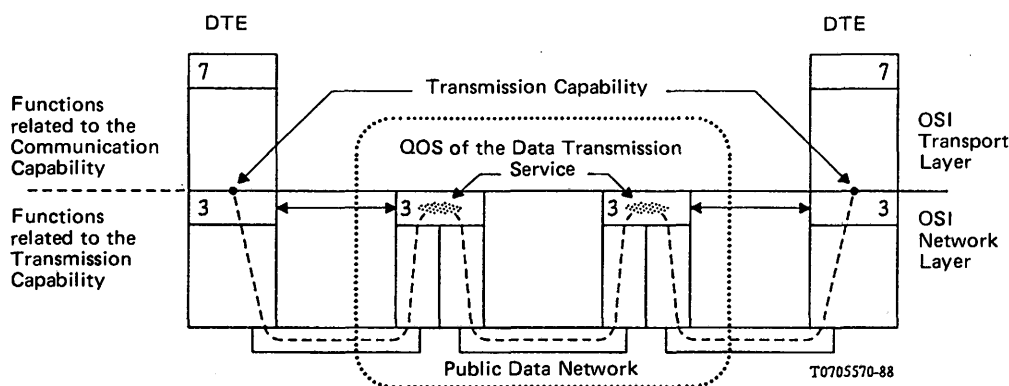 DTE
DTE
7
7
Transmission Capability
Functions
related to the
Communication
Capability
OSI
Transport
Layer
QOS of the Data Transmission
Service
3
3
3
3
Functions
related to the
Transmission
Capability
OSI
Network
Layer
Public Data Network
T0705570-88